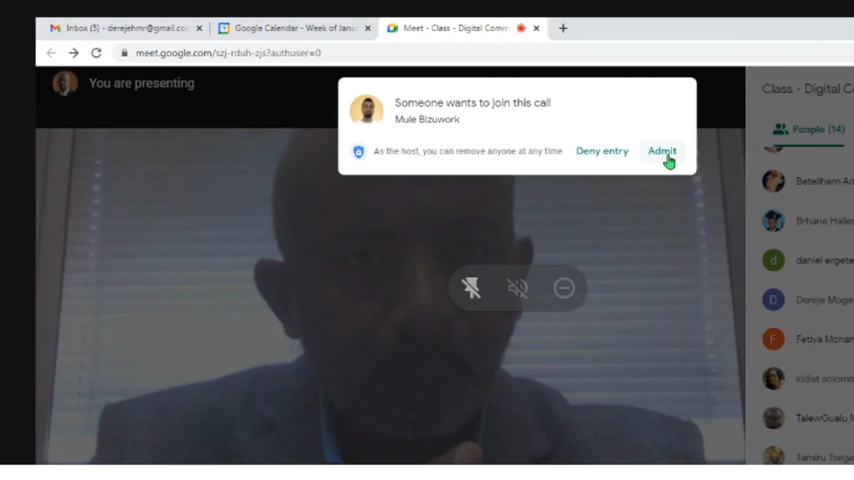 Inbox (5) - derejehmr@gmail.co
Google Calendar - Week of Janu
Meet - Class - Digital Comm
meet.google.com/szj-rduh-zjs?authuser=0
You are presenting
Someone wants to join this call
Mule Bizuwork
As the host, you can remove anyone at any time
Deny entry
Admit
Class - Digital C
People (14)
Betelihem An
Brhane Haile
d daniel ergete
D Dereje Moge
F Fetiya Mohan
kidist solomo
TalewGualu M
Tamiru Tsega